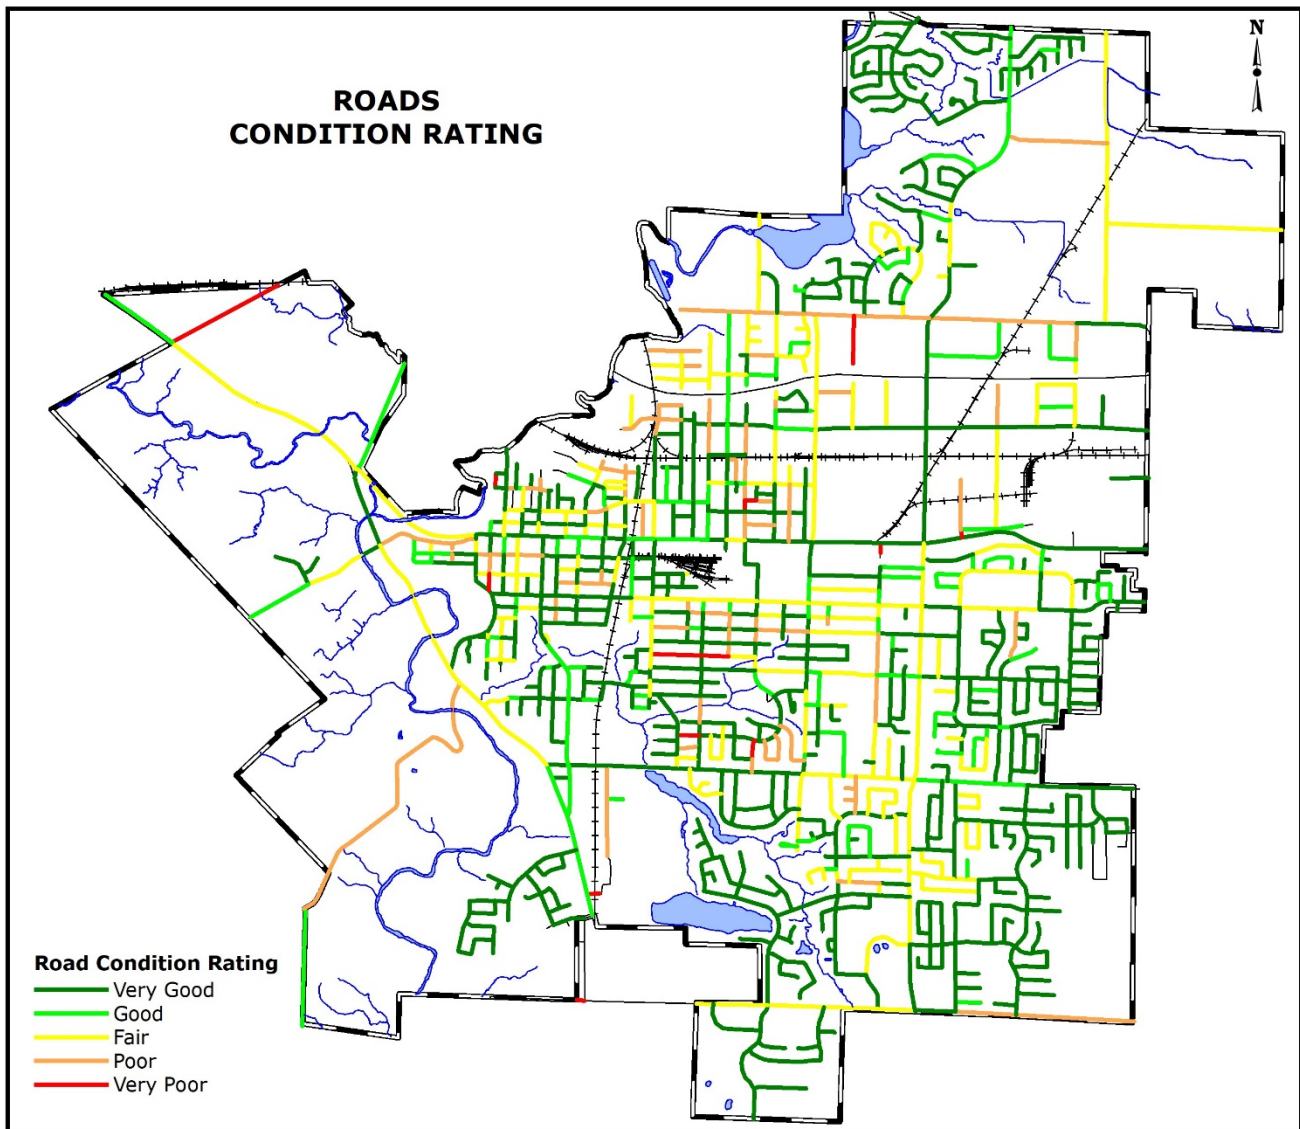 ROADS
CONDITION RATING
N
Road Condition Rating
Very Good
Good
Fair
Poor
Very Poor